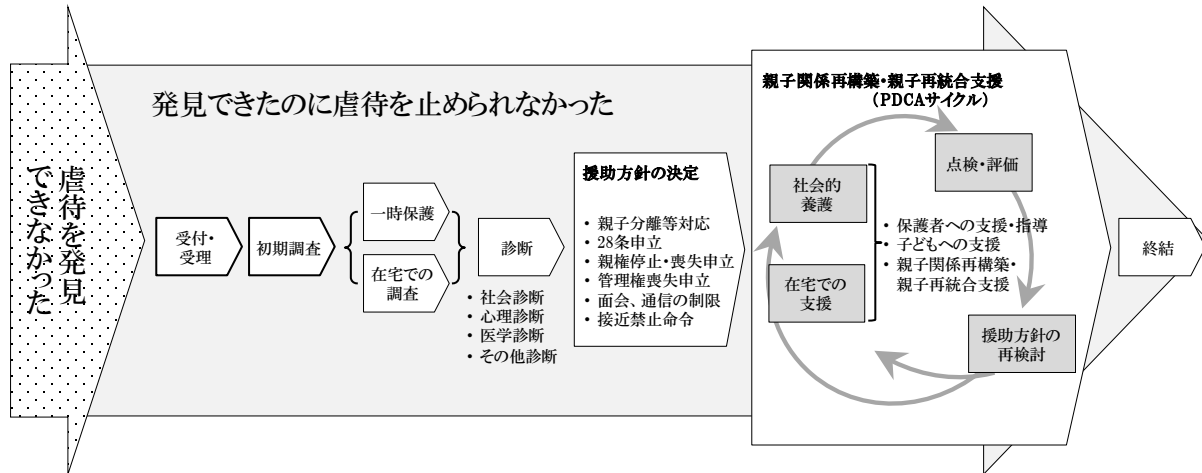 虐待を発見
できなかった
発見できたのに虐待を止められなかった
受付・
受理
初期調査
一時保護
在宅での
調査
診断
・ 社会診断
・ 心理診断
・ 医学診断
・ その他診断
援助方針の決定
・ 親子分離等対応
・ 28条申立
・ 親権停止・喪失申立
・ 管理権喪失申立
・ 面会、通信の制限
・ 接近禁止命令
親子関係再構築・親子再統合支援
（PDCAサイクル）
社会的
養護
在宅での
支援
・ 保護者への支援・指導
・ 子どもへの支援
・ 親子関係再構築・
親子再統合支援
点検・評価
援助方針の
再検討
終結